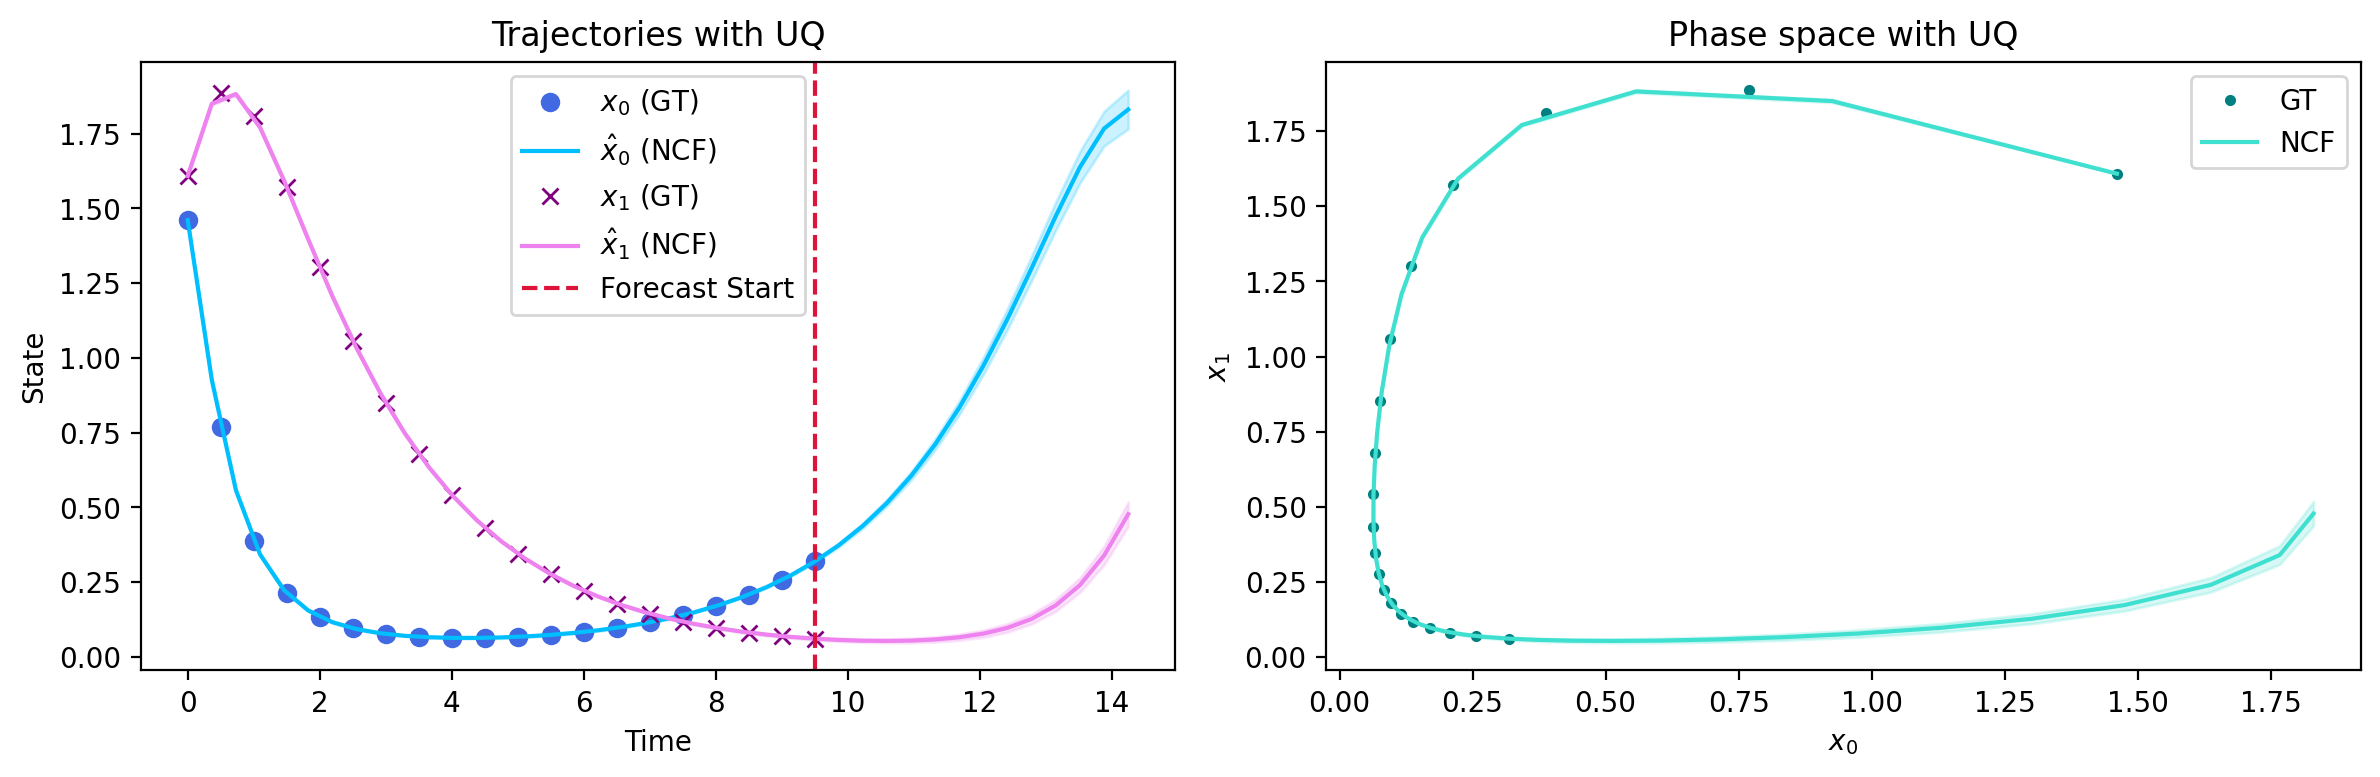 Trajectories with UQ
State
1.75
1.50
1.25
1.00
0.75
0.50
0.25
0.00
x₀ (GT)
x̂₀ (NCF)
x₁ (GT)
x̂₁ (NCF)
Forecast Start
0 2 4 6 8 10 12 14
Time
Phase space with UQ
x₁
1.75
1.50
1.25
1.00
0.75
0.50
0.25
0.00
GT
NCF
0.00 0.25 0.50 0.75 1.00 1.25 1.50 1.75
x₀